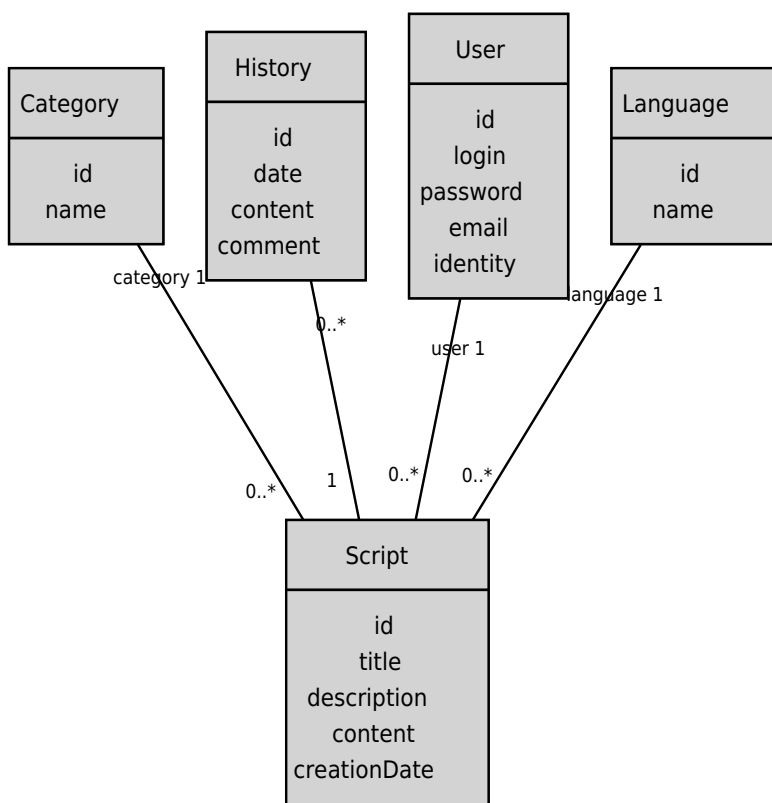 Category
id
name
History
id
date
content
comment
User
id
login
password
email
identity
Language
id
name
category 1
0..*
user 1
language 1
0..*
1
0..*
0..*
Script
id
title
description
content
creationDate